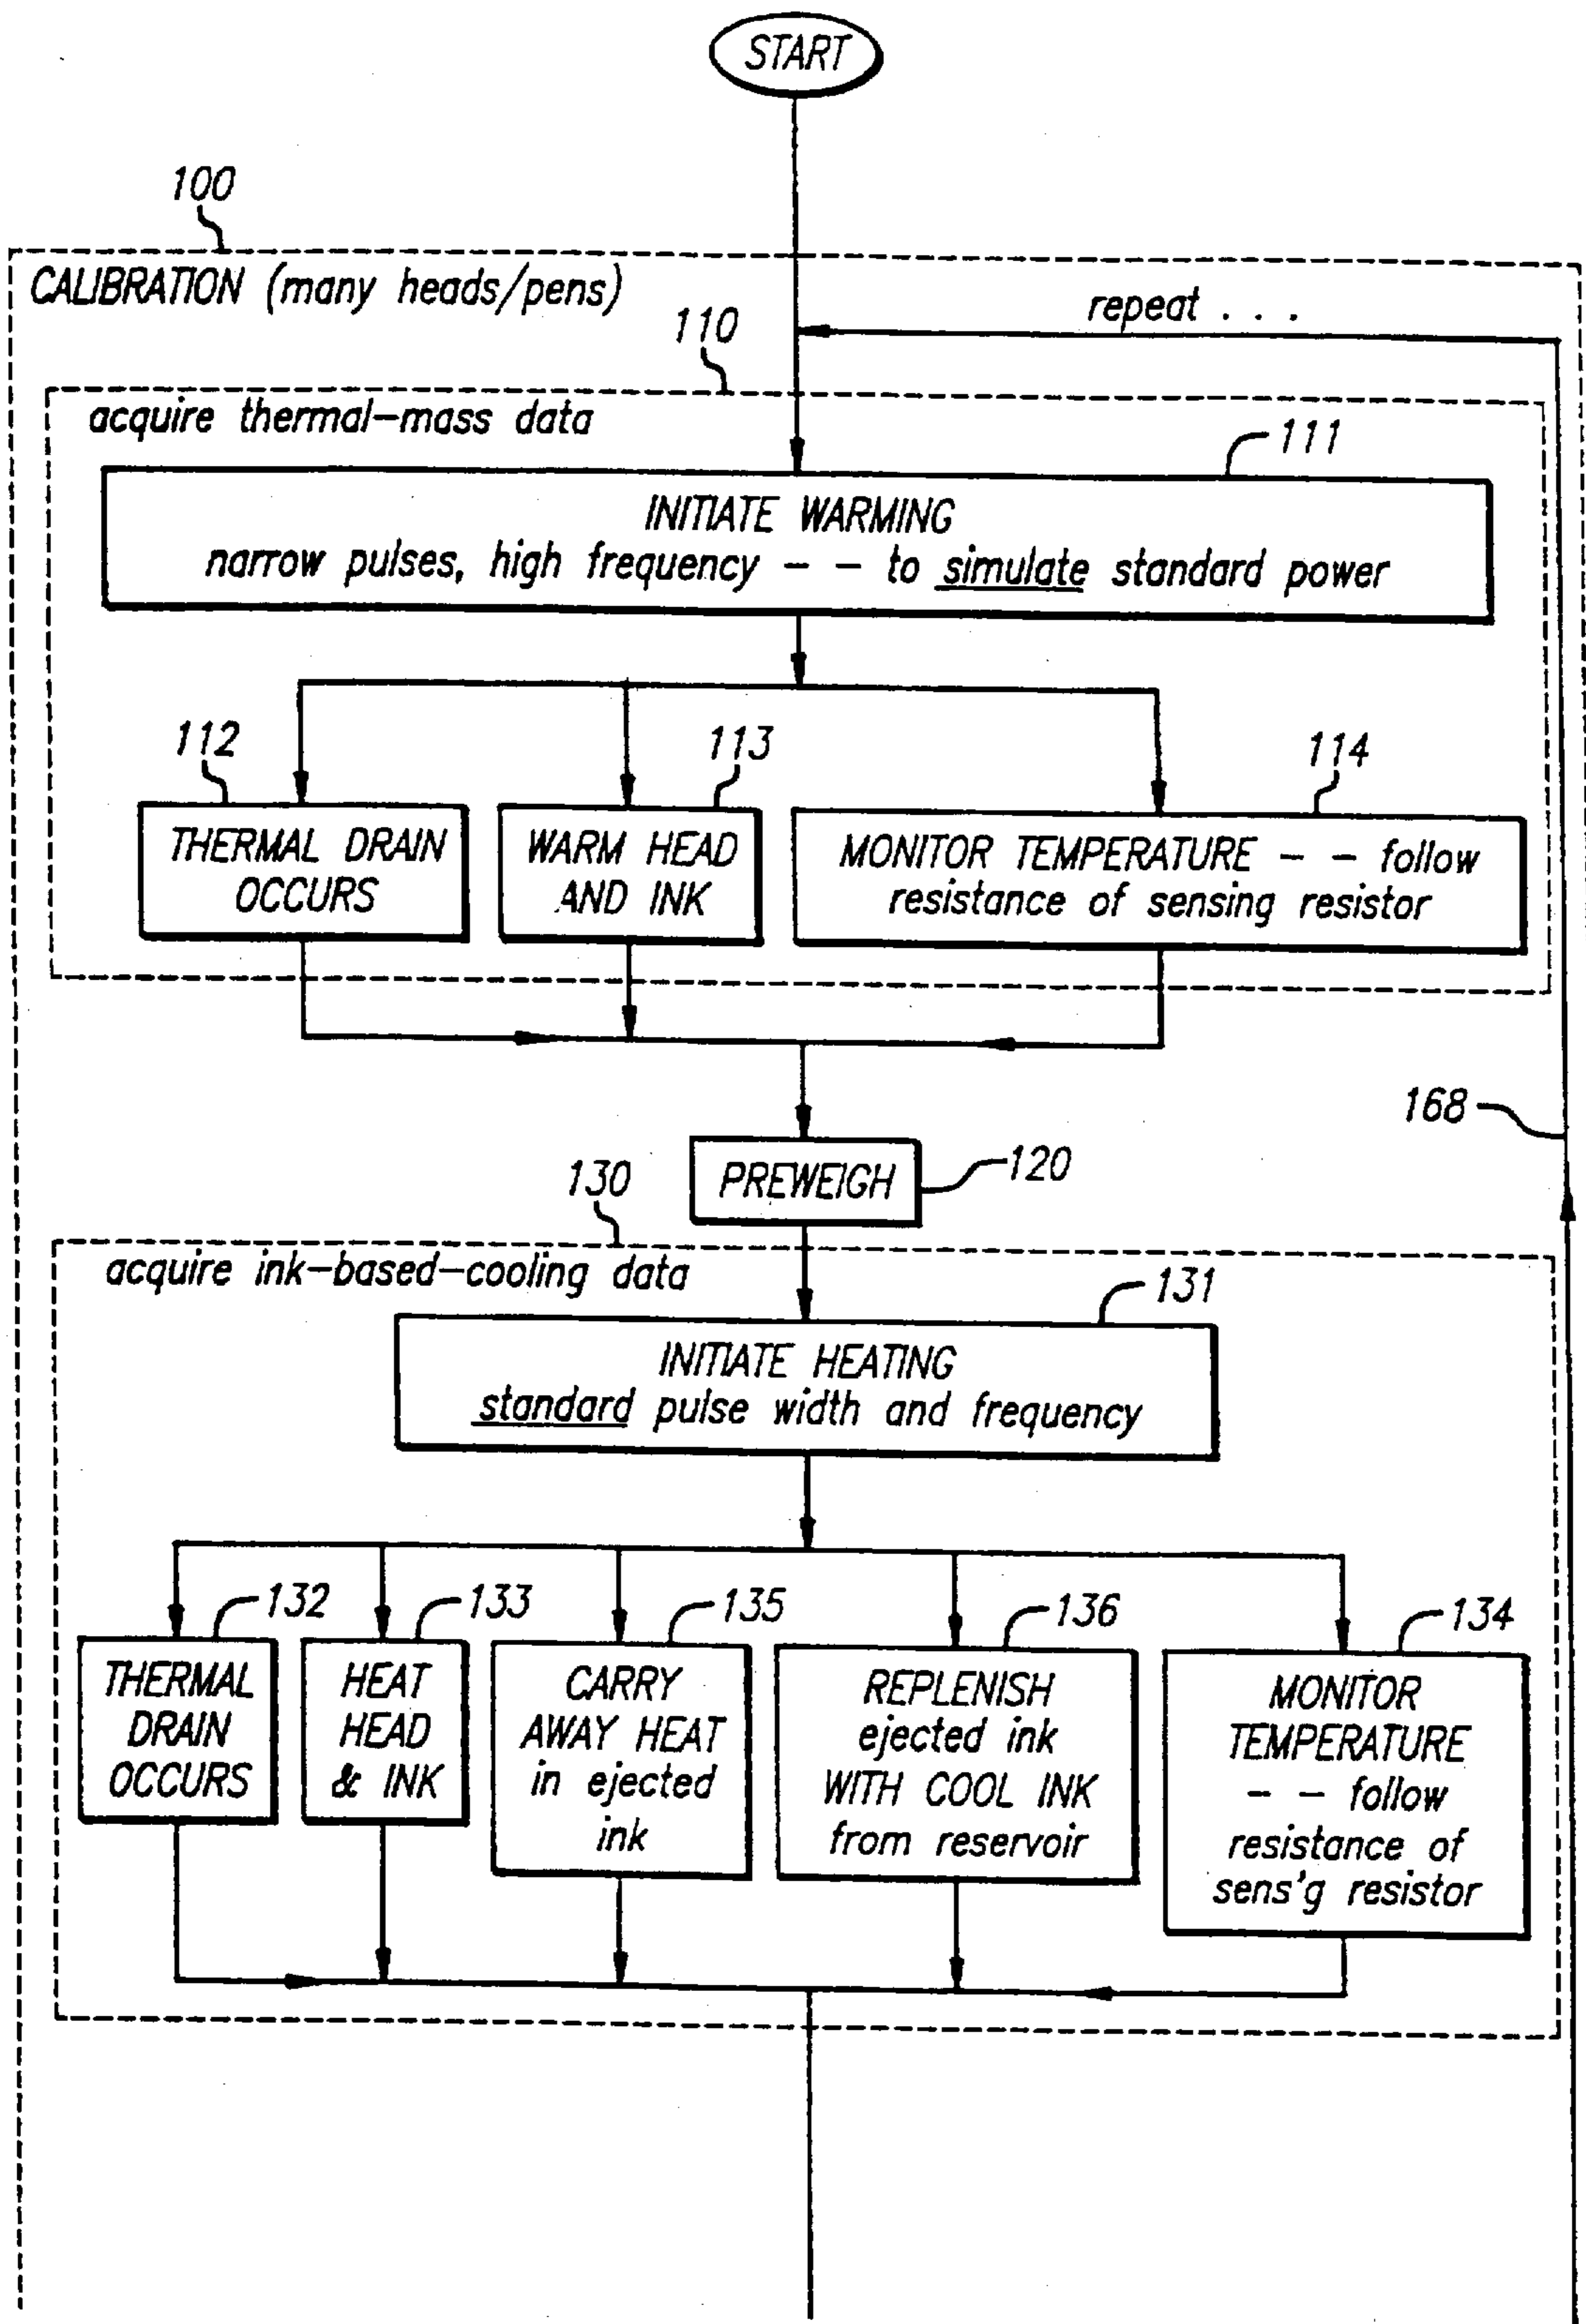 START
100
CALIBRATION (many heads/pens)
repeat . . .
110
acquire thermal-mass data
111
INITIATE WARMING
narrow pulses, high frequency - - to simulate standard power
112
113
114
THERMAL DRAIN
OCCURS
WARM HEAD
AND INK
MONITOR TEMPERATURE - - follow
resistance of sensing resistor
168
PREWEIGH
120
130
acquire ink-based-cooling data
131
INITIATE HEATING
standard pulse width and frequency
132
133
135
136
134
THERMAL
DRAIN
OCCURS
HEAT
HEAD
& INK
CARRY
AWAY HEAT
in ejected
ink
REPLENISH
ejected ink
WITH COOL INK
from reservoir
MONITOR
TEMPERATURE
- - follow
resistance of
sens'g resistor